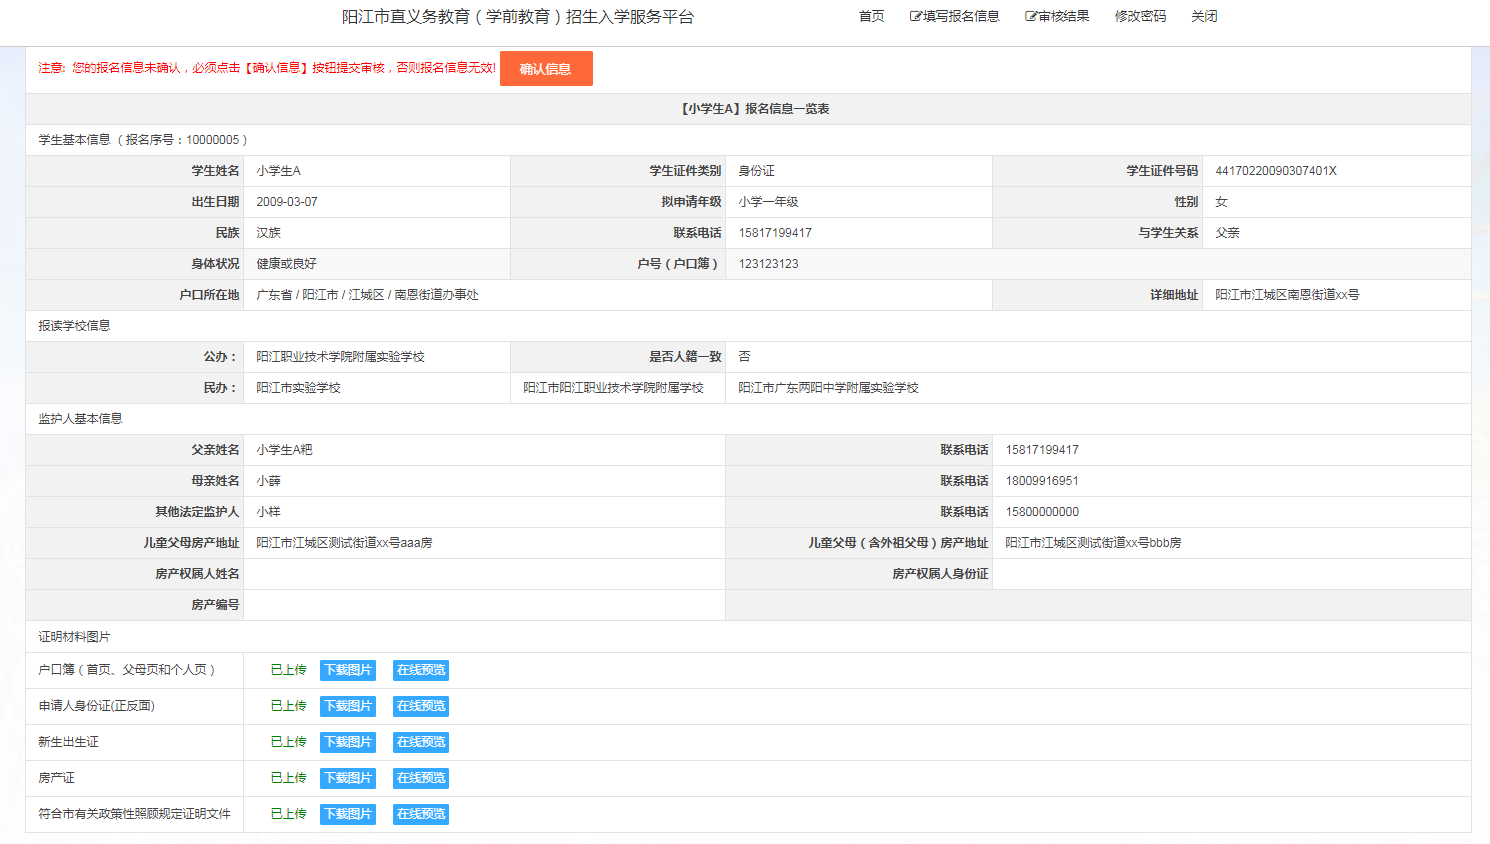 阳江市直义务教育（学前教育）招生入学服务平台 首页 填写报名信息 审核结果 修改密码 关闭
注意: 您的报名信息未确认，必须点击【确认信息】按钮提交审核，否则报名信息无效! 确认信息
【小学生A】报名信息一览表
学生基本信息 （报名序号：10000005）
学生姓名 小学生A 学生证件类别 身份证 学生证件号码 44170220090307401X
出生日期 2009-03-07 拟申请年级 小学一年级 性别 女
民族 汉族 联系电话 15817199417 与学生关系 父亲
身体状况 健康或良好 户号（户口簿） 123123123
户口所在地 广东省 / 阳江市 / 江城区 / 南恩街道办事处 详细地址 阳江市江城区南恩街道xx号
报读学校信息
公办： 阳江职业技术学院附属实验学校 是否人籍一致 否
民办： 阳江市实验学校 阳江市阳江职业技术学院附属学校 阳江市广东两阳中学附属实验学校
监护人基本信息
父亲姓名 小学生A粑 联系电话 15817199417
母亲姓名 小薛 联系电话 18009916951
其他法定监护人 小样 联系电话 15800000000
儿童父母房产地址 阳江市江城区测试街道xx号aaa房 儿童父母（含外祖父母）房产地址 阳江市江城区测试街道xx号bbb房
房产权属人姓名 房产权属人身份证
房产编号
证明材料图片
户口簿（首页、父母页和个人页） 已上传 下载图片 在线预览
申请人身份证(正反面) 已上传 下载图片 在线预览
新生出生证 已上传 下载图片 在线预览
房产证 已上传 下载图片 在线预览
符合市有关政策性照顾规定证明文件 已上传 下载图片 在线预览